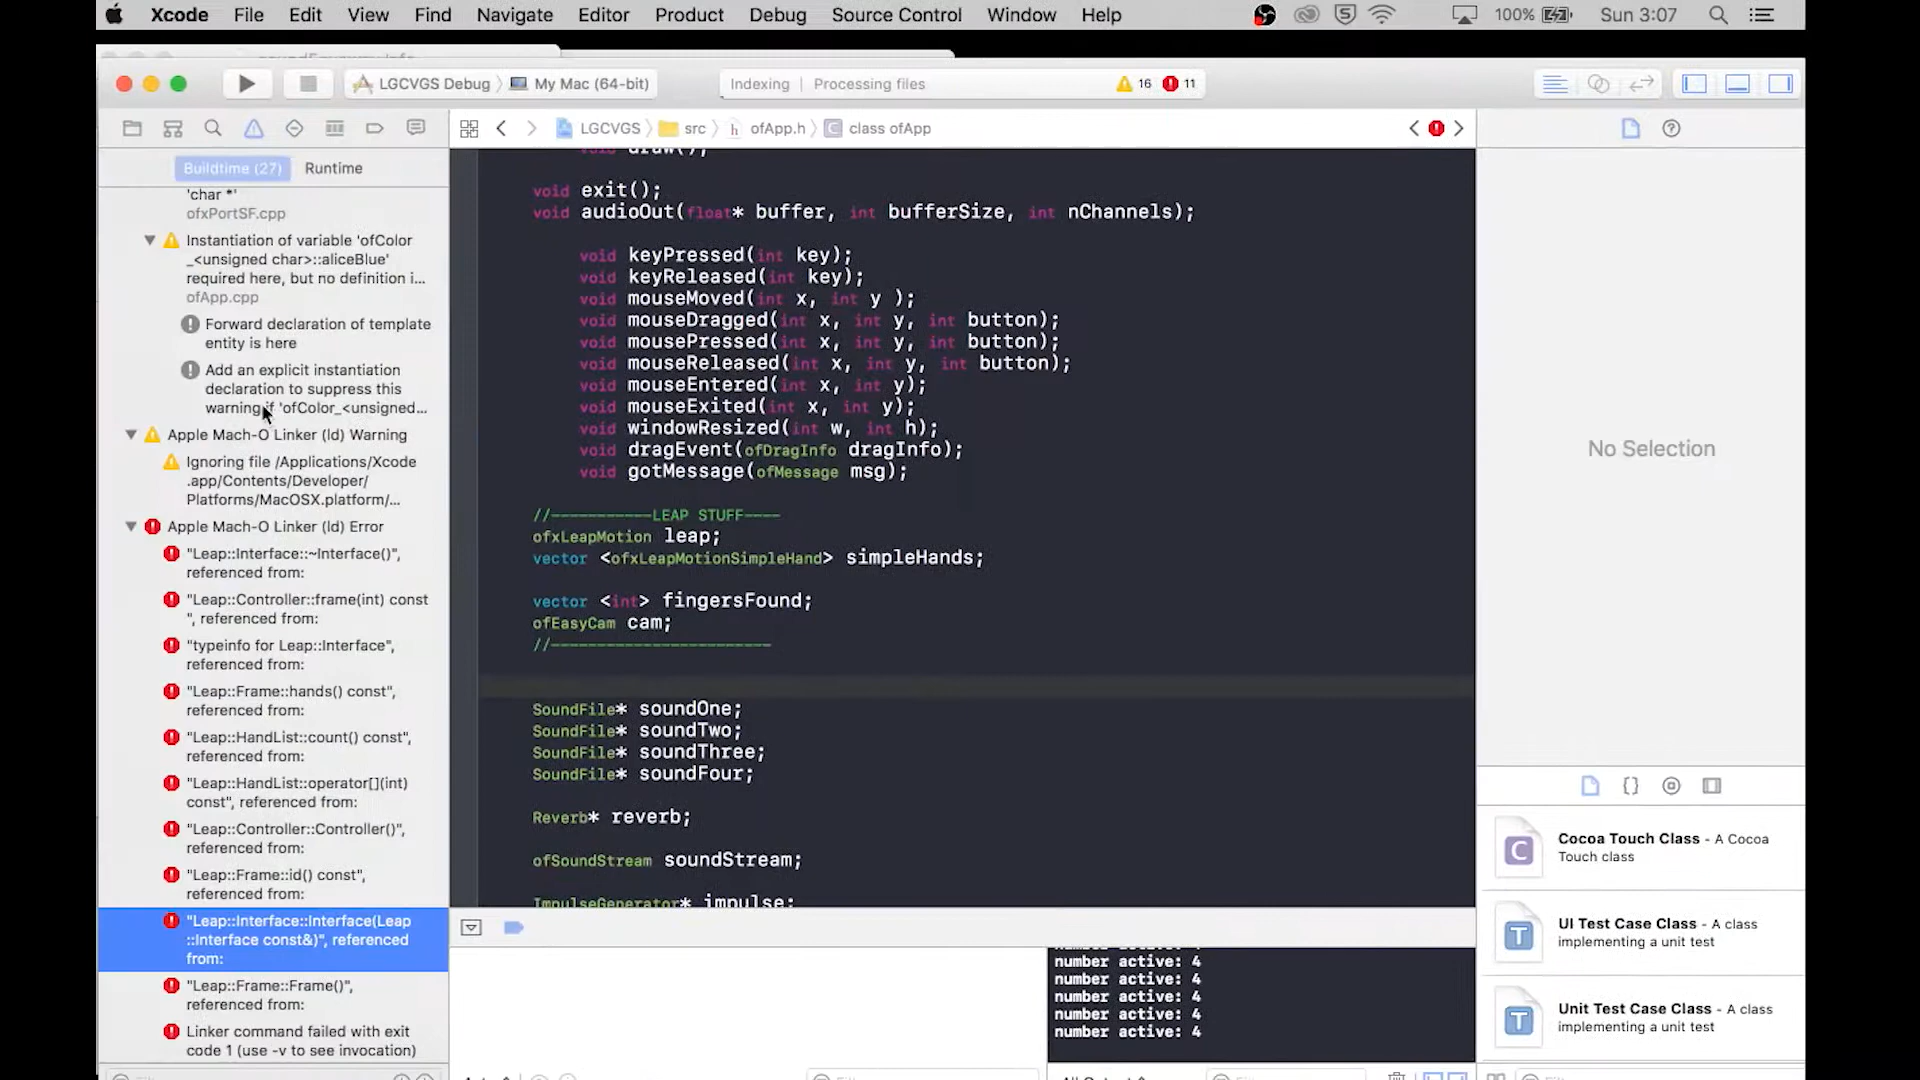 Xcode File Edit View Find Navigate Editor Product Debug Source Control Window Help 100% Sun 3:07
LGCVGS Debug My Mac (64-bit) Indexing | Processing files 16 11
LGCVGS src h ofApp.h C class ofApp
Buildtime (27) Runtime
'char *'
ofxPortSF.cpp
Instantiation of variable 'ofColor
_<unsigned char>::aliceBlue'
required here, but no definition i...
ofApp.cpp
Forward declaration of template
entity is here
Add an explicit instantiation
declaration to suppress this
warning if 'ofColor_<unsigned...
Apple Mach-O Linker (ld) Warning
Ignoring file /Applications/Xcode
.app/Contents/Developer/
Platforms/MacOSX.platform/...
Apple Mach-O Linker (ld) Error
"Leap::Interface::~Interface()",
referenced from:
"Leap::Controller::frame(int) const
", referenced from:
"typeinfo for Leap::Interface",
referenced from:
"Leap::Frame::hands() const",
referenced from:
"Leap::HandList::count() const",
referenced from:
"Leap::HandList::operator[](int)
const", referenced from:
"Leap::Controller::Controller()",
referenced from:
"Leap::Frame::id() const",
referenced from:
"Leap::Interface::Interface(Leap
::Interface const&)", referenced
from:
"Leap::Frame::Frame()",
referenced from:
Linker command failed with exit
code 1 (use -v to see invocation)
void draw();
void exit();
void audioOut(float* buffer, int bufferSize, int nChannels);
void keyPressed(int key);
void keyReleased(int key);
void mouseMoved(int x, int y );
void mouseDragged(int x, int y, int button);
void mousePressed(int x, int y, int button);
void mouseReleased(int x, int y, int button);
void mouseEntered(int x, int y);
void mouseExited(int x, int y);
void windowResized(int w, int h);
void dragEvent(ofDragInfo dragInfo);
void gotMessage(ofMessage msg);
//-----------LEAP STUFF----
ofxLeapMotion leap;
vector <ofxLeapMotionSimpleHand> simpleHands;
vector <int> fingersFound;
ofEasyCam cam;
//-----------------------
SoundFile* soundOne;
SoundFile* soundTwo;
SoundFile* soundThree;
SoundFile* soundFour;
Reverb* reverb;
ofSoundStream soundStream;
ImpulseGenerator* impulse;
number active: 4
number active: 4
number active: 4
number active: 4
number active: 4
No Selection
C Cocoa Touch Class - A Cocoa
Touch class
T UI Test Case Class - A class
implementing a unit test
T Unit Test Case Class - A class
implementing a unit test